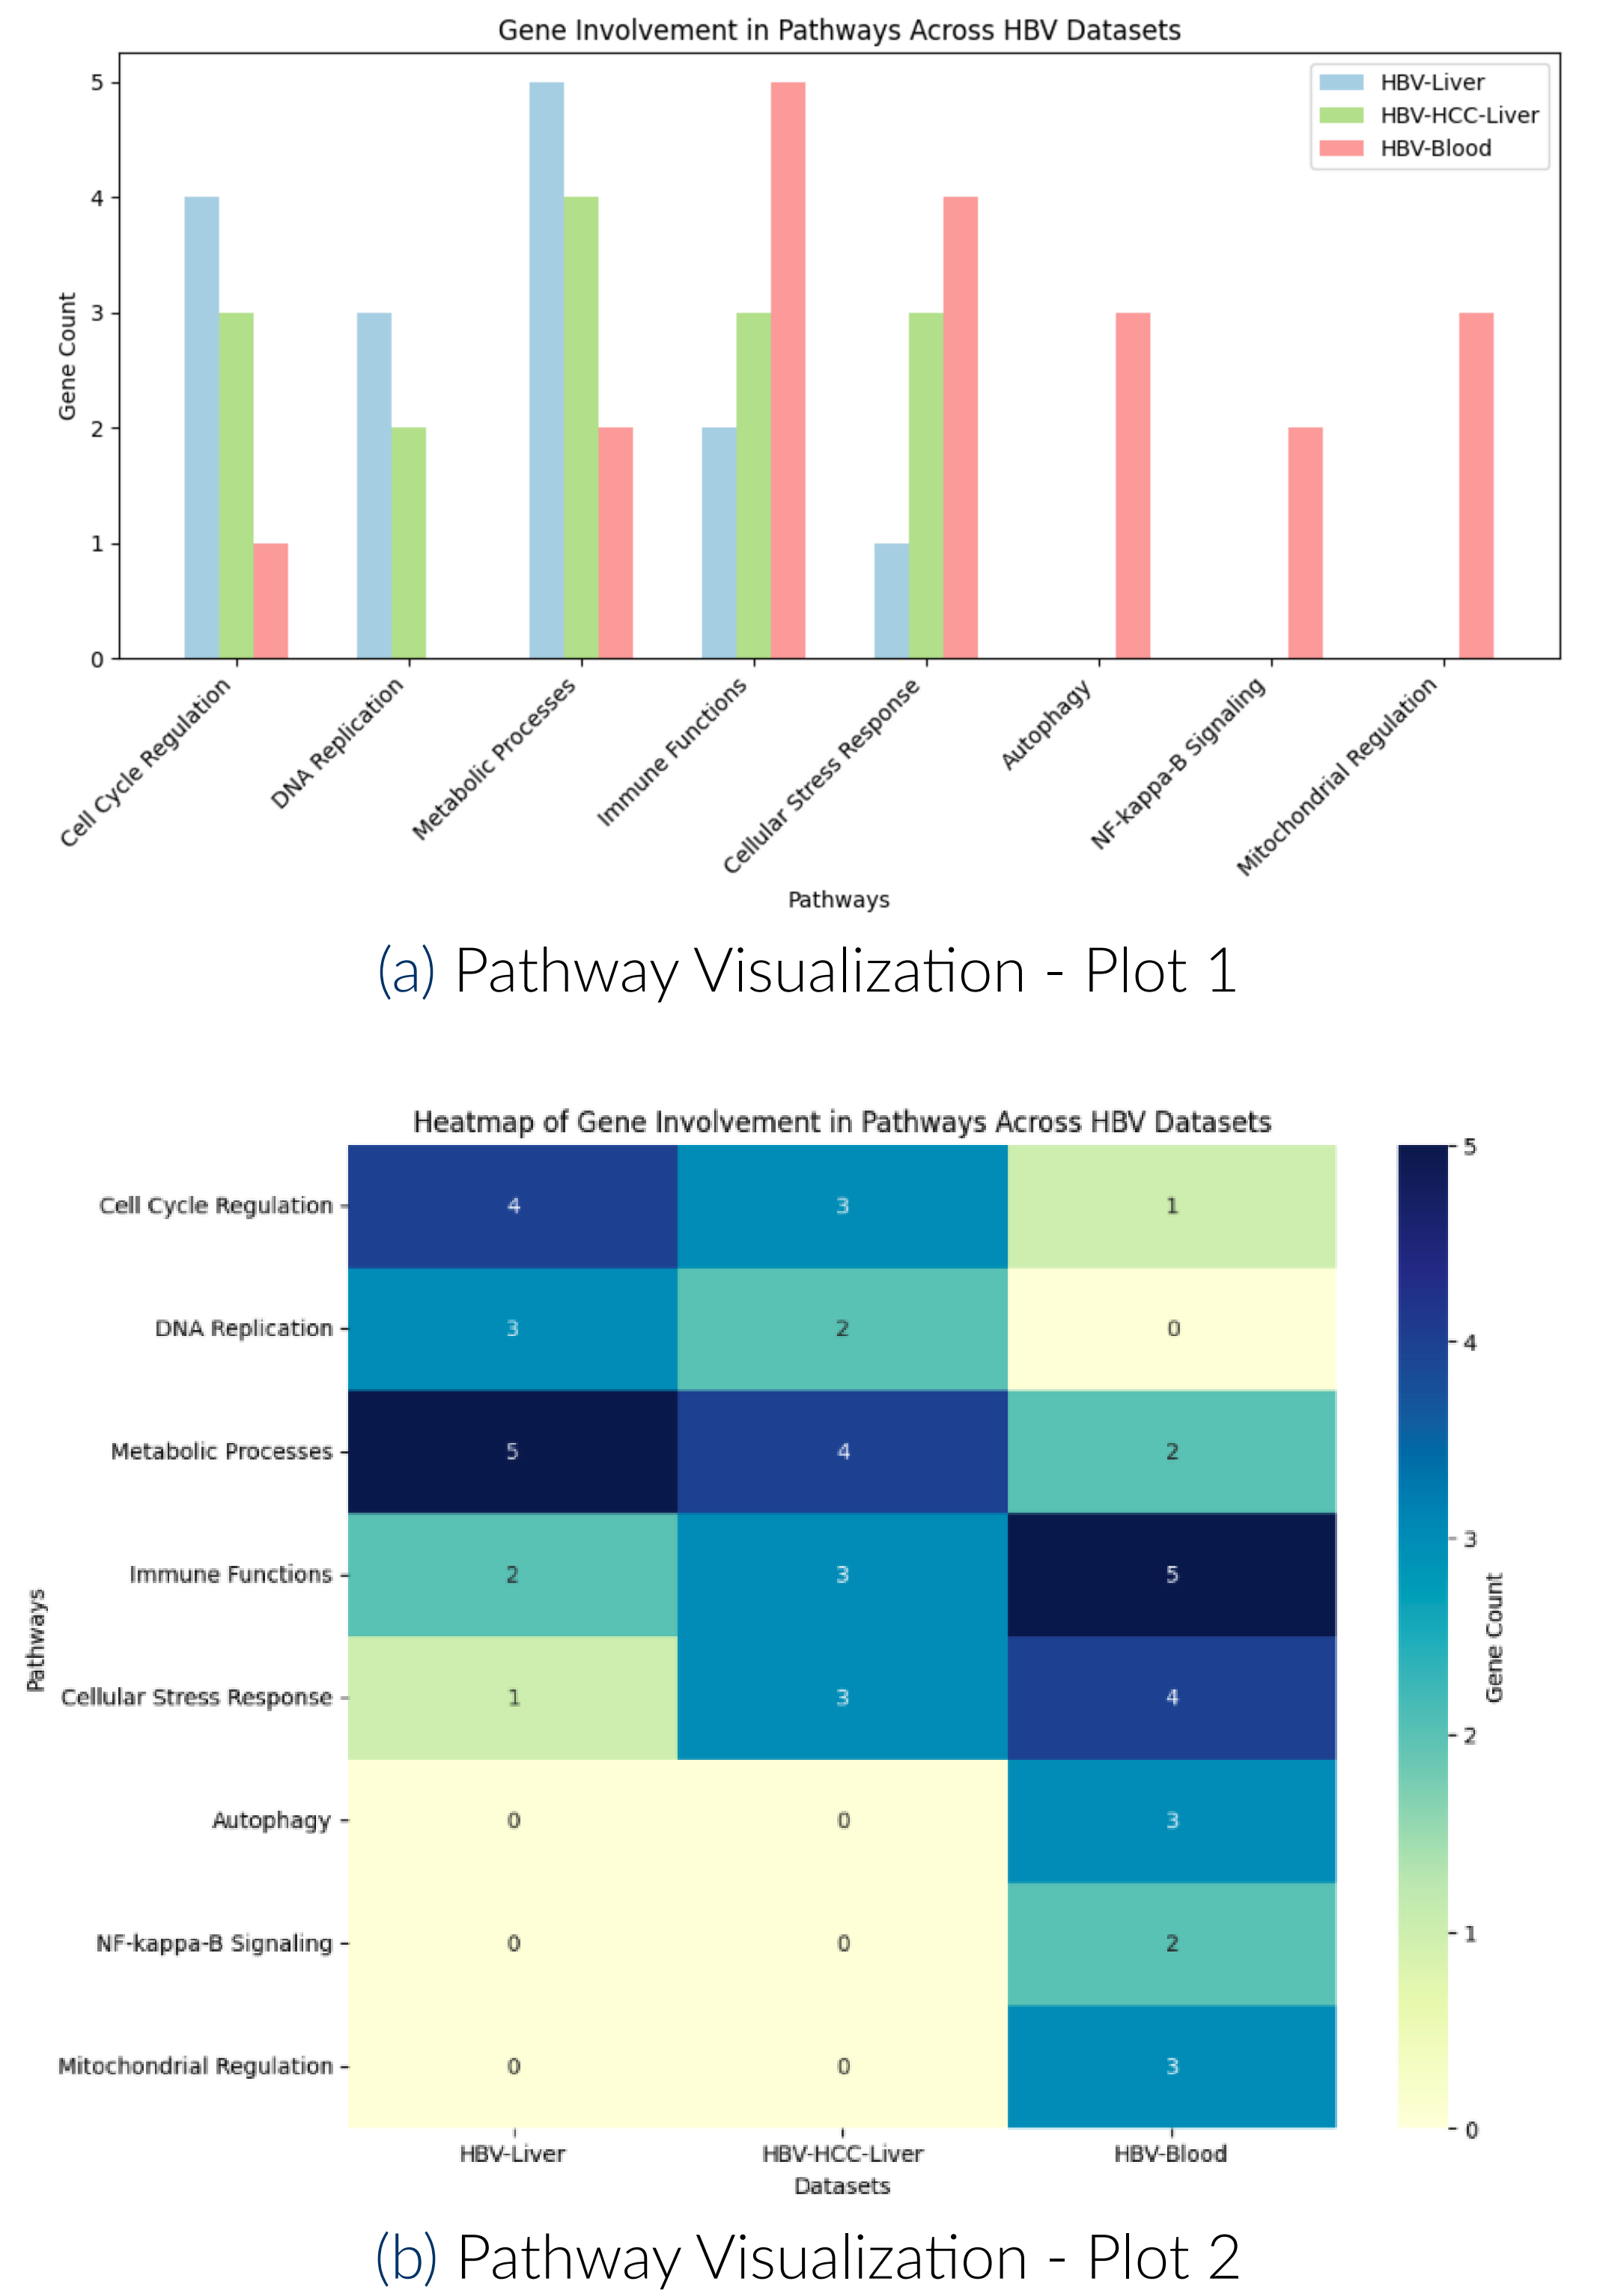 Gene Involvement in Pathways Across HBV Datasets
HBV-Liver
HBV-HCC-Liver
HBV-Blood
Gene Count
5
4
3
2
1
0
Cell Cycle Regulation
DNA Replication
Metabolic Processes
Immune Functions
Cellular Stress Response
Autophagy
NF-kappa-B Signaling
Mitochondrial Regulation
Pathways
(a) Pathway Visualization - Plot 1
Heatmap of Gene Involvement in Pathways Across HBV Datasets
Pathways
Cell Cycle Regulation 4 3 1
DNA Replication 3 2 0
Metabolic Processes 5 4 2
Immune Functions 2 3 5
Cellular Stress Response 1 3 4
Autophagy 0 0 3
NF-kappa-B Signaling 0 0 2
Mitochondrial Regulation 0 0 3
HBV-Liver HBV-HCC-Liver HBV-Blood
Datasets
5
4
3
2
1
0
Gene Count
(b) Pathway Visualization - Plot 2